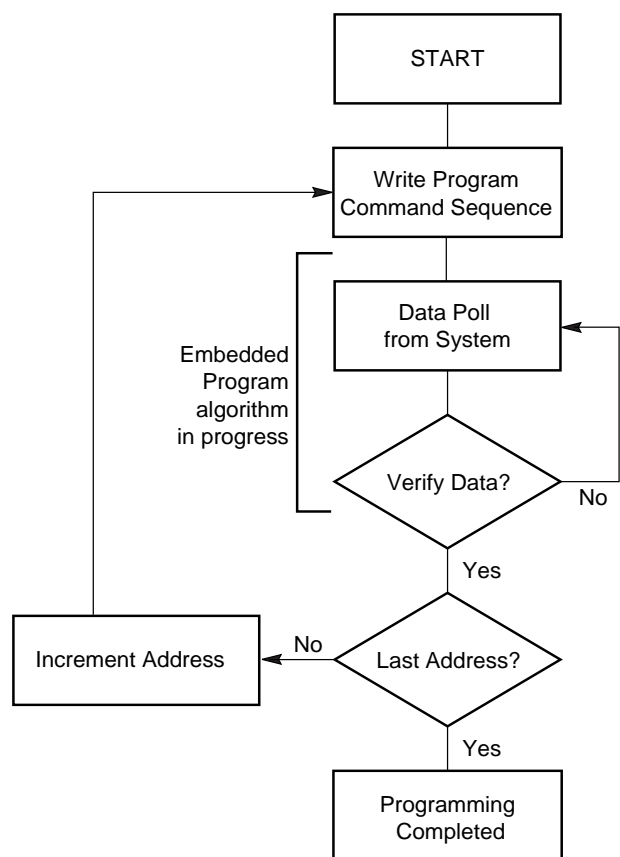 START
Write Program
Command Sequence
Data Poll
from System
Embedded
Program
algorithm
in progress
Verify Data?
No
Yes
Last Address?
No
Increment Address
Yes
Programming
Completed